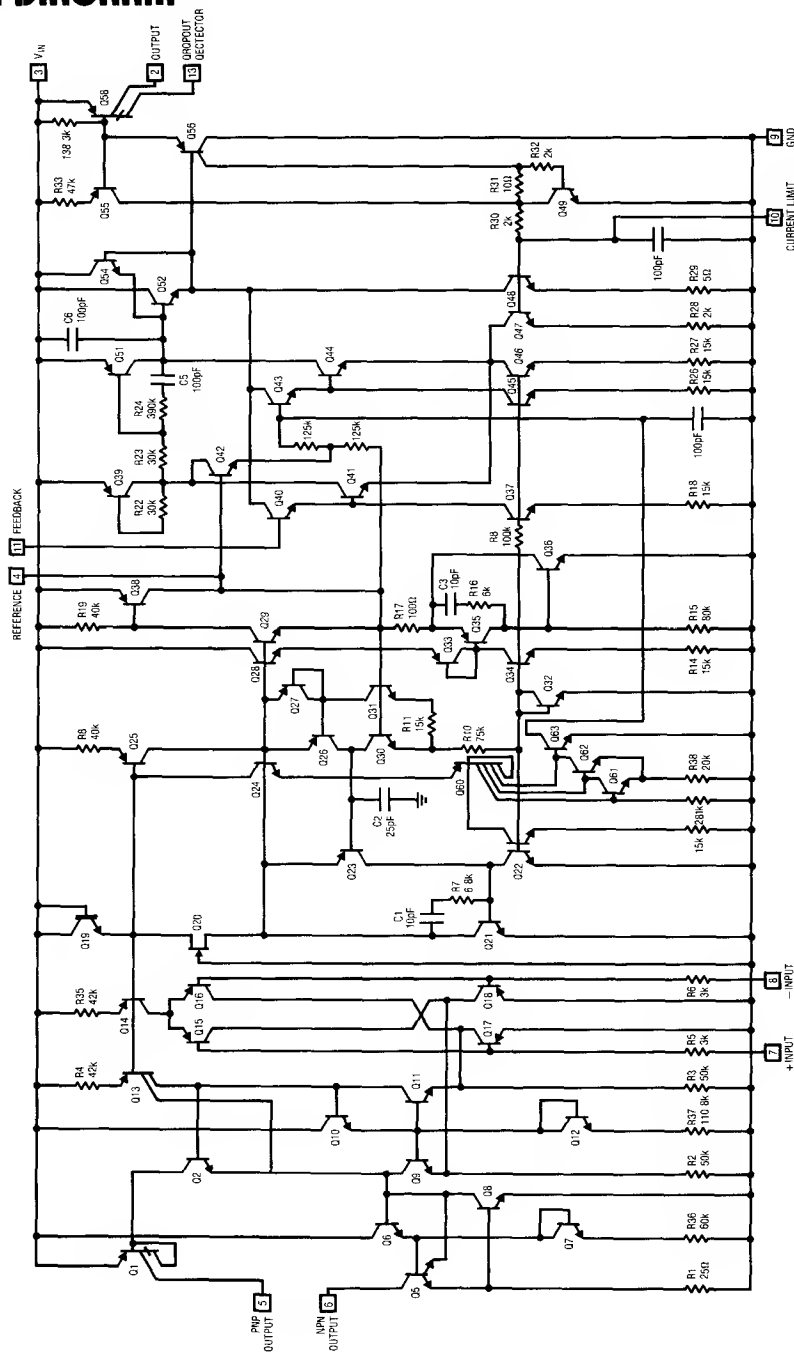 DIAGRAM
3 VIN
2 OUTPUT
13 QROPOUT
QECTECTOR
Q58
138 3k
R33
47k
Q55
Q56
R32
2k
R31
10Ω
R30
2k
Q49
9
GND
10
CURRENT LIMIT
100pF
Q54
Q52
C6
100pF
Q51
C5
100pF
R24
390k
R23
30k
R22
30k
Q39
Q44
Q43
125k
125k
Q42
Q41
Q40
Q48
Q47
Q46
Q45
R29
5Ω
R28
2k
R27
15k
R26
15k
100pF
11 FEEDBACK
REFERENCE 4
Q37
R8
100k
R18
15k
Q38
R19
40k
Q29
Q28
R17
100Ω
C3
10pF
R16
6k
Q35
Q33
Q36
Q34
R15
80k
R14
15k
Q27
Q26
Q31
Q30
R11
15k
R10
75k
Q32
R8
40k
Q25
Q24
Q60
Q63
Q62
Q61
R38
20k
281k
15k
C2
25pF
Q23
Q22
C1
10pF
R7
6 8k
Q21
Q19
Q20
R35
42k
Q14
Q16
Q15
Q18
Q17
R6
3k
R5
3k
8
− INPUT
7
+ INPUT
R4
42k
Q13
Q11
Q10
Q9
Q12
R3
50k
R37
110 8k
R2
50k
Q2
Q1
Q6
Q5
Q8
Q7
R36
60k
R1
25Ω
PNP 5
OUTPUT
NPN 6
OUTPUT